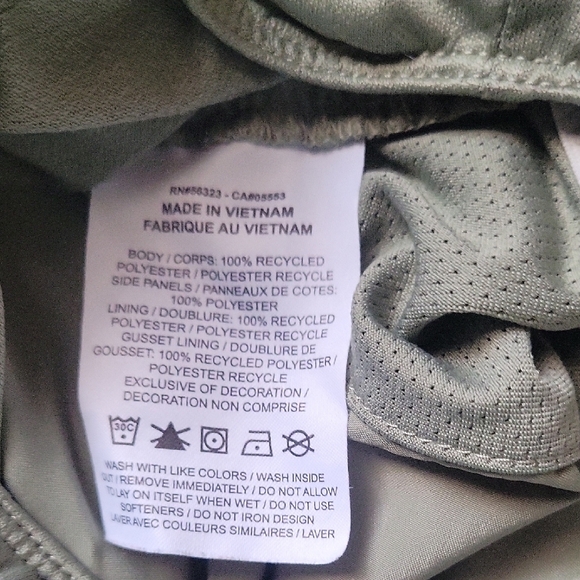 RN#56323 - CA#05553
MADE IN VIETNAM
FABRIQUE AU VIETNAM
BODY / CORPS: 100% RECYCLED
POLYESTER / POLYESTER RECYCLE
SIDE PANELS / PANNEAUX DE COTES:
100% POLYESTER
LINING / DOUBLURE: 100% RECYCLED
POLYESTER / POLYESTER RECYCLE
GUSSET LINING / DOUBLURE DE
GOUSSET: 100% RECYCLED POLYESTER /
POLYESTER RECYCLE
EXCLUSIVE OF DECORATION /
DECORATION NON COMPRISE
30C
WASH WITH LIKE COLORS / WASH INSIDE
OUT / REMOVE IMMEDIATELY / DO NOT ALLOW
TO LAY ON ITSELF WHEN WET / DO NOT USE
SOFTENERS / DO NOT IRON DESIGN
LAVER AVEC COULEURS SIMILAIRES / LAVER